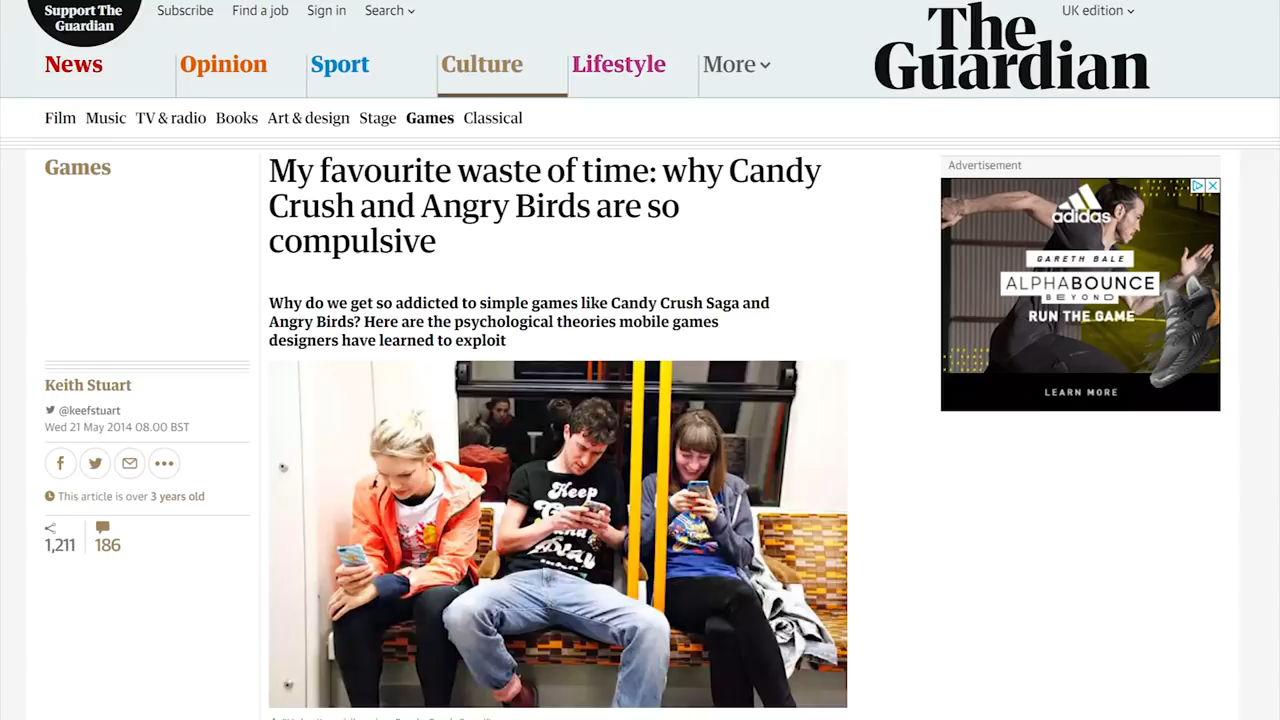 Support The
Guardian
Subscribe
Find a job
Sign in
Search
UK edition
The
Guardian
News
Opinion
Sport
Culture
Lifestyle
More
Film
Music
TV & radio
Books
Art & design
Stage
Games
Classical
Games
My favourite waste of time: why Candy
Crush and Angry Birds are so
compulsive
Why do we get so addicted to simple games like Candy Crush Saga and
Angry Birds? Here are the psychological theories mobile games
designers have learned to exploit
Keith Stuart
@keefstuart
Wed 21 May 2014 08.00 BST
This article is over 3 years old
1,211
186
Keep
Advertisement
adidas
GARETH BALE
ALPHABOUNCE
BEYOND
RUN THE GAME
LEARN MORE